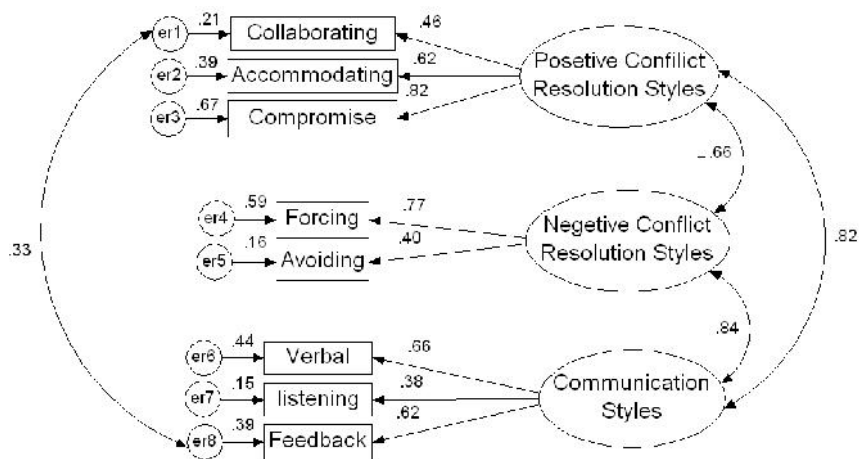 er1
.21
Collaborating
.46
er2
.39
Accommodating
.62
er3
.67
Compromise
.82
Posetive Confilict
Resolution Styles
– .66
er4
.59
Forcing
.77
er5
.16
Avoiding
.40
Negetive Conflict
Resolution Styles
.33
.82
.84
er6
.44
Verbal
.66
er7
.15
listening
.38
er8
.39
Feedback
.62
Communication
Styles